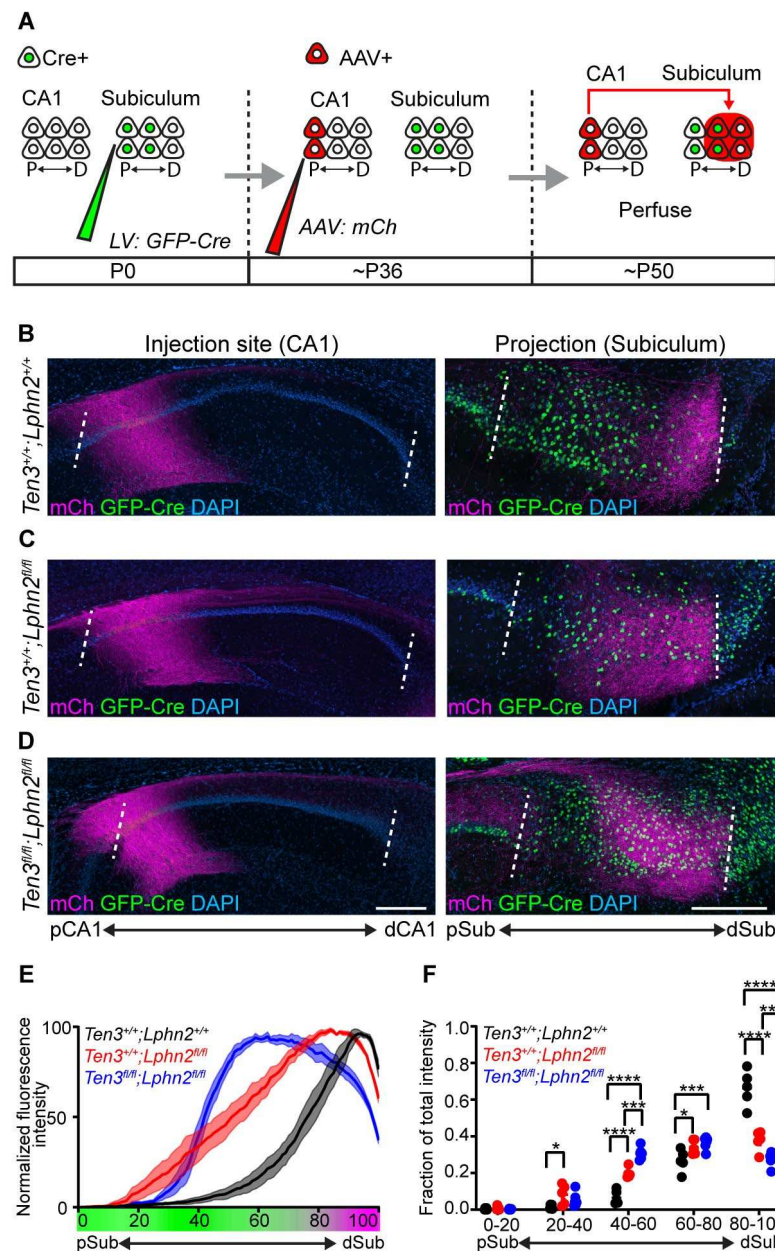 A
Cre+
AAV+
CA1
Subiculum
CA1
Subiculum
CA1
Subiculum
P D
P D
P D
P D
P D
P D
LV: GFP-Cre
AAV: mCh
Perfuse
P0
~P36
~P50
B
Injection site (CA1)
Projection (Subiculum)
Ten3+/+;Lphn2+/+
mCh GFP-Cre DAPI
mCh GFP-Cre DAPI
C
Ten3+/+;Lphn2fl/fl
mCh GFP-Cre DAPI
mCh GFP-Cre DAPI
D
Ten3fl/fl;Lphn2fl/fl
mCh GFP-Cre DAPI
mCh GFP-Cre DAPI
pCA1 dCA1
pSub dSub
E
Normalized fluorescence
intensity
100
50
0
Ten3+/+;Lphn2+/+
Ten3+/+;Lphn2fl/fl
Ten3fl/fl;Lphn2fl/fl
0 20 40 60 80 100
pSub dSub
F
Fraction of total intensity
1.0
0.8
0.6
0.4
0.2
0
Ten3+/+;Lphn2+/+
Ten3+/+;Lphn2fl/fl
Ten3fl/fl;Lphn2fl/fl
*
****
***
****
***
*
****
**
****
0-20 20-40 40-60 60-80 80-10
pSub dSub